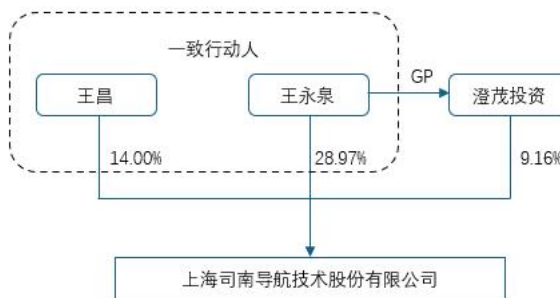 一致行动人
王昌
王永泉
GP
澄茂投资
14.00%
28.97%
9.16%
上海司南导航技术股份有限公司